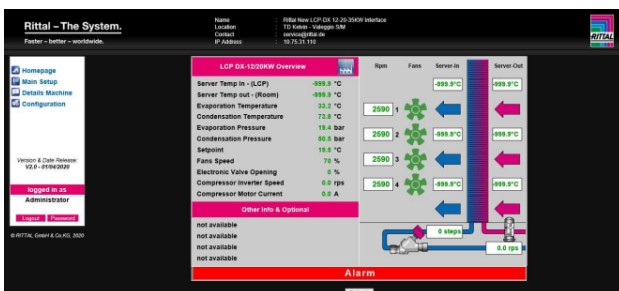 Rittal – The System.
Faster – better – worldwide.
Name : Rittal New LCP-DX 12-20-35KW Interface
Location : TD Kelvin - Valeggio S/M
Contact : service@rittal.de
IP Address : 10.75.31.110
RITTAL
Homepage
Main Setup
Details Machine
Configuration
Version & Date Release:
V2.0 - 01/04/2020
logged in as
Administrator
Logout Password
© RITTAL GmbH & Co.KG, 2020
LCP DX-12/20KW Overview
Server Temp in - (LCP) -999.9 °C
Server Temp out - (Room) -999.9 °C
Evaporation Temperature 33.2 °C
Condensation Temperature 73.8 °C
Evaporation Pressure 19.4 bar
Condensation Pressure 50.5 bar
Setpoint 19.5 °C
Fans Speed 70 %
Electronic Valve Opening 0 %
Compressor Inverter Speed 0.0 rps
Compressor Motor Current 0.0 A
Other Info & Optional
not available
not available
not available
not available
Rpm Fans Server-In Server-Out
-999.9°C -999.9°C
2590 1
2590 2 -999.9°C -999.9°C
2590 3
2590 4 -999.9°C -999.9°C
0 steps
0.0 rps
Alarm